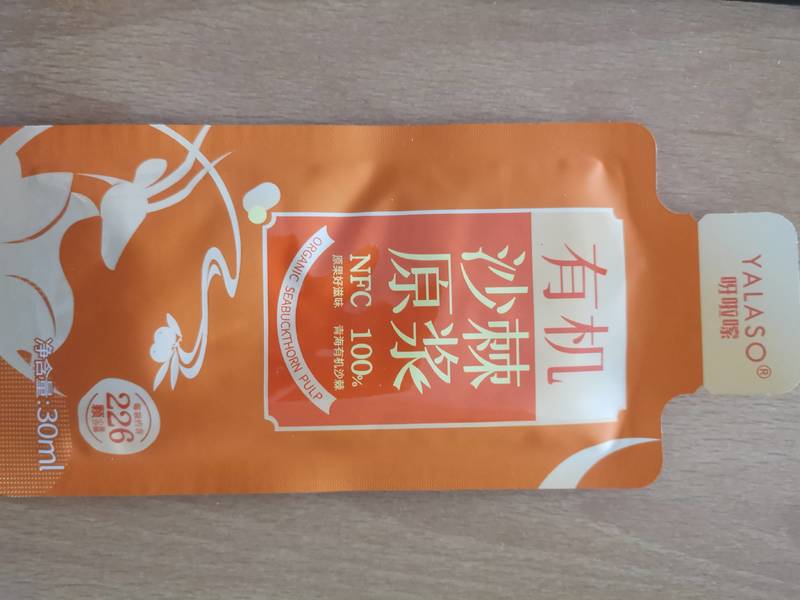 YALASO®
呀啦嗦
有机
沙棘
原浆
NFC 100%
原果好滋味 青海有机沙棘
ORGANIC SEABUCKTHORN PULP
226
颗
净含量:30ml